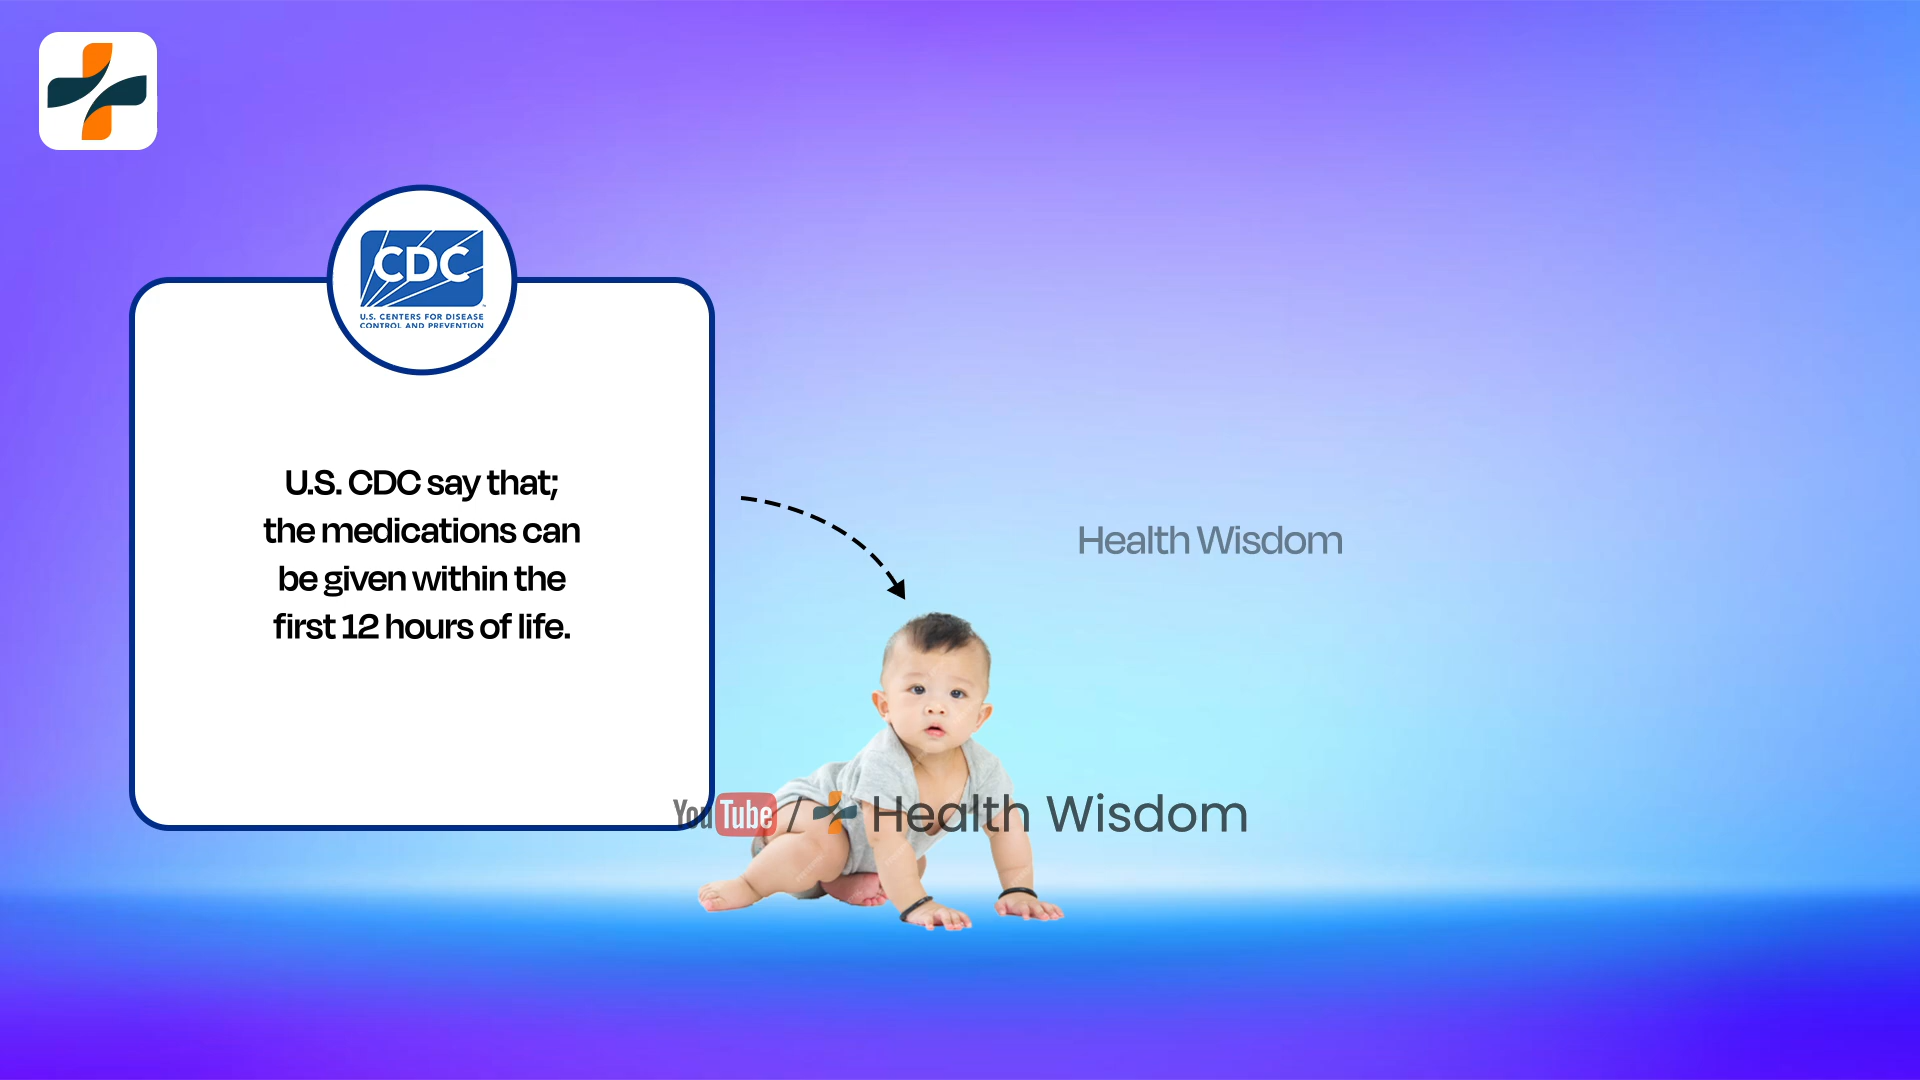 CDC
U.S. CENTERS FOR DISEASE
CONTROL AND PREVENTION
U.S. CDC say that;
the medications can
be given within the
first 12 hours of life.
Health Wisdom
YouTube / Health Wisdom